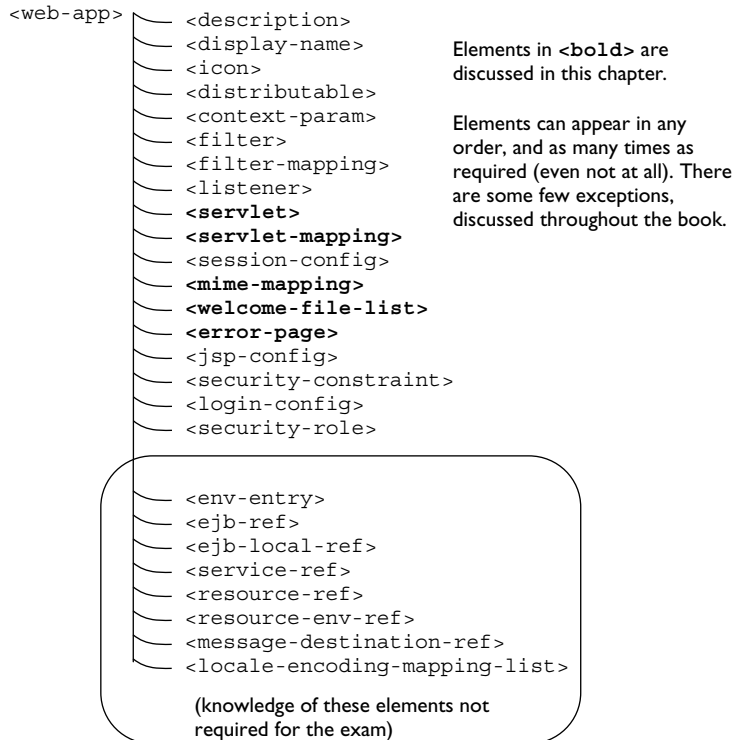 <web-app>
<description>
<display-name>
<icon>
<distributable>
<context-param>
<filter>
<filter-mapping>
<listener>
<servlet>
<servlet-mapping>
<session-config>
<mime-mapping>
<welcome-file-list>
<error-page>
<jsp-config>
<security-constraint>
<login-config>
<security-role>
Elements in <bold> are
discussed in this chapter.
Elements can appear in any
order, and as many times as
required (even not at all). There
are some few exceptions,
discussed throughout the book.
<env-entry>
<ejb-ref>
<ejb-local-ref>
<service-ref>
<resource-ref>
<resource-env-ref>
<message-destination-ref>
<locale-encoding-mapping-list>
(knowledge of these elements not
required for the exam)